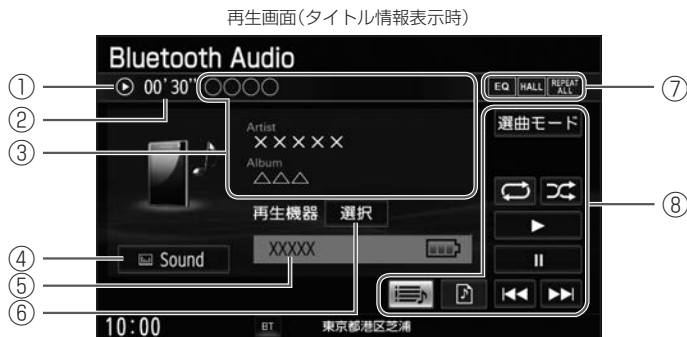 再生画面(タイトル情報表示時)
Bluetooth Audio
① 00'30" ○○○○ EQ HALL REPEAT ALL ⑦
②
③
Artist
×××××
Album
△△△
選曲モード
⑧
再生機器 選択
④ Sound
⑤ XXXXX
⑥
10:00 BT 東京都港区芝浦